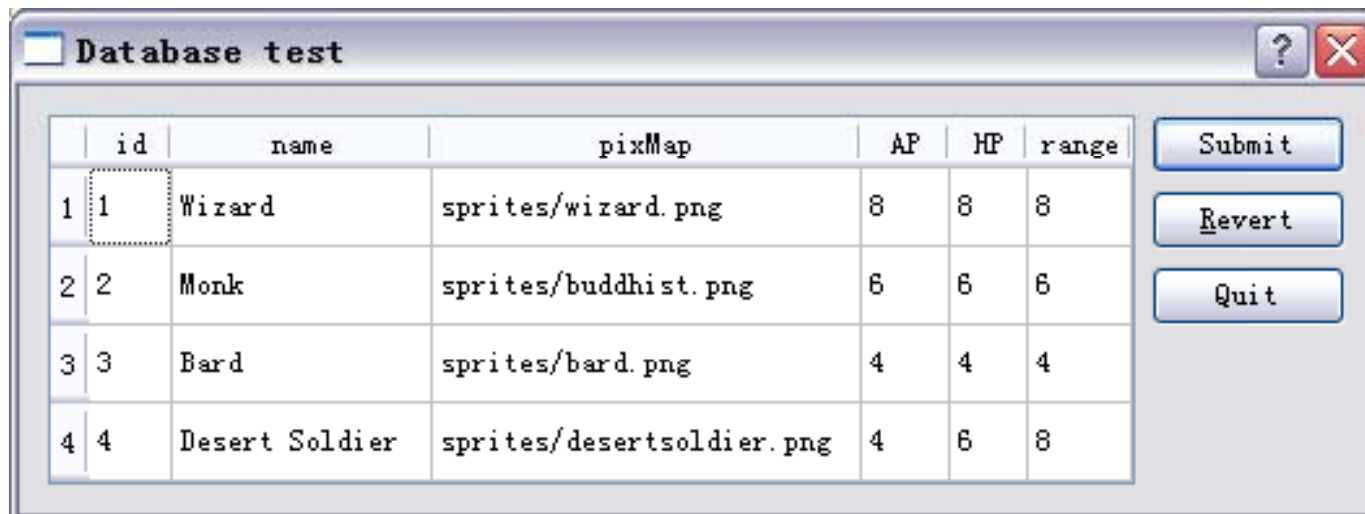 Database test
id name pixMap AP HP range
1 1 Wizard sprites/wizard.png 8 8 8
2 2 Monk sprites/buddhist.png 6 6 6
3 3 Bard sprites/bard.png 4 4 4
4 4 Desert Soldier sprites/desertsoldier.png 4 6 8
Submit
Revert
Quit